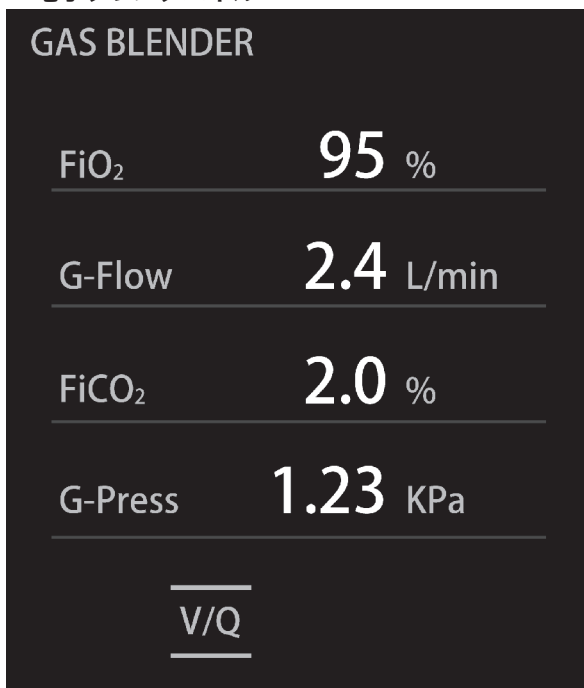 GAS BLENDER
FiO₂ 95 %
G-Flow 2.4 L/min
FiCO₂ 2.0 %
G-Press 1.23 KPa
V/Q